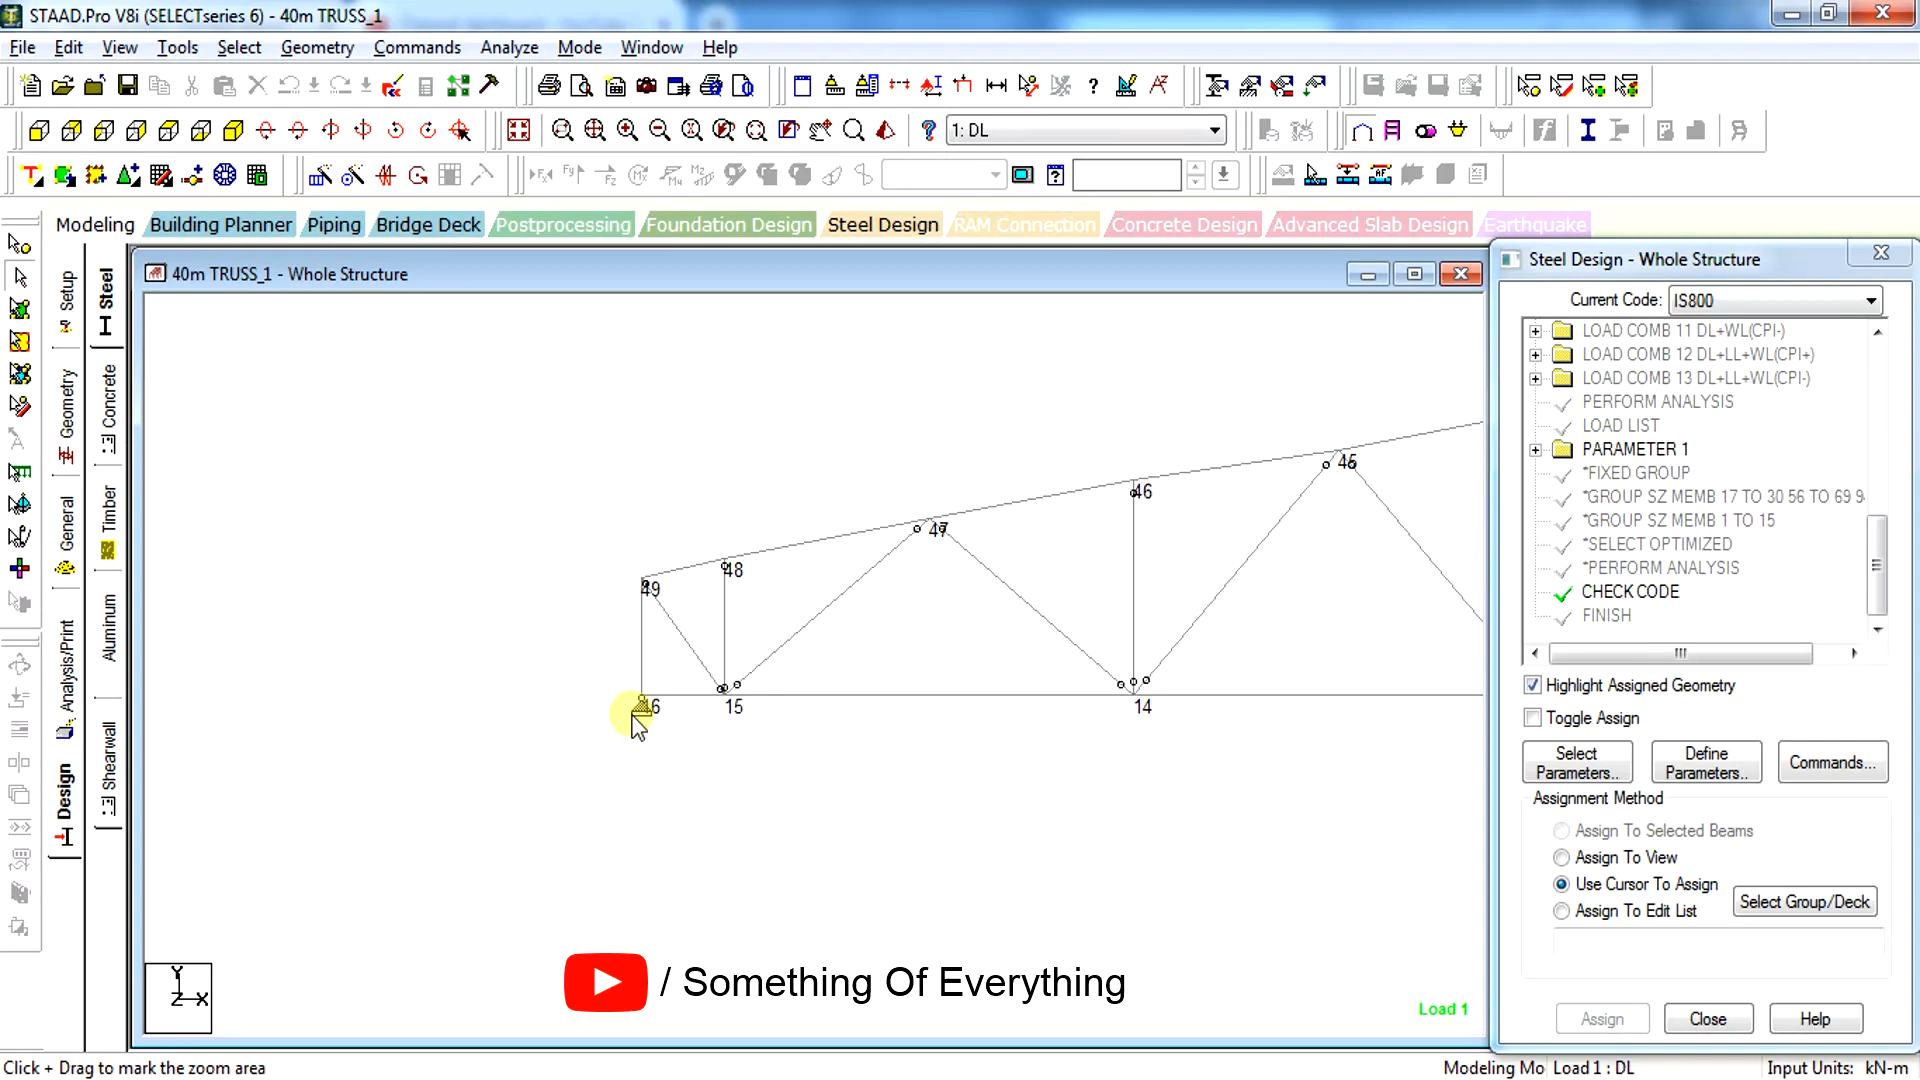 STAAD.Pro V8i (SELECTseries 6) - 40m TRUSS_1
File Edit View Tools Select Geometry Commands Analyze Mode Window Help
1: DL
Modeling Building Planner Piping Bridge Deck Postprocessing Foundation Design Steel Design RAM Connection Concrete Design Advanced Slab Design Earthquake
Setup
Geometry
General
Analysis/Print
Design
Steel
Concrete
Timber
Aluminum
Shearwall
40m TRUSS_1 - Whole Structure
45
46
47
48
49
16
15
14
Y
Z X
/ Something Of Everything
Load 1
Steel Design - Whole Structure
Current Code: IS800
LOAD COMB 11 DL+WL(CPI-)
LOAD COMB 12 DL+LL+WL(CPI+)
LOAD COMB 13 DL+LL+WL(CPI-)
PERFORM ANALYSIS
LOAD LIST
PARAMETER 1
*FIXED GROUP
*GROUP SZ MEMB 17 TO 30 56 TO 69 9
*GROUP SZ MEMB 1 TO 15
*SELECT OPTIMIZED
*PERFORM ANALYSIS
CHECK CODE
FINISH
Highlight Assigned Geometry
Toggle Assign
Select Parameters..
Define Parameters..
Commands...
Assignment Method
Assign To Selected Beams
Assign To View
Use Cursor To Assign
Assign To Edit List
Select Group/Deck
Assign Close Help
Click + Drag to mark the zoom area
Modeling Mo Load 1 : DL Input Units: kN-m